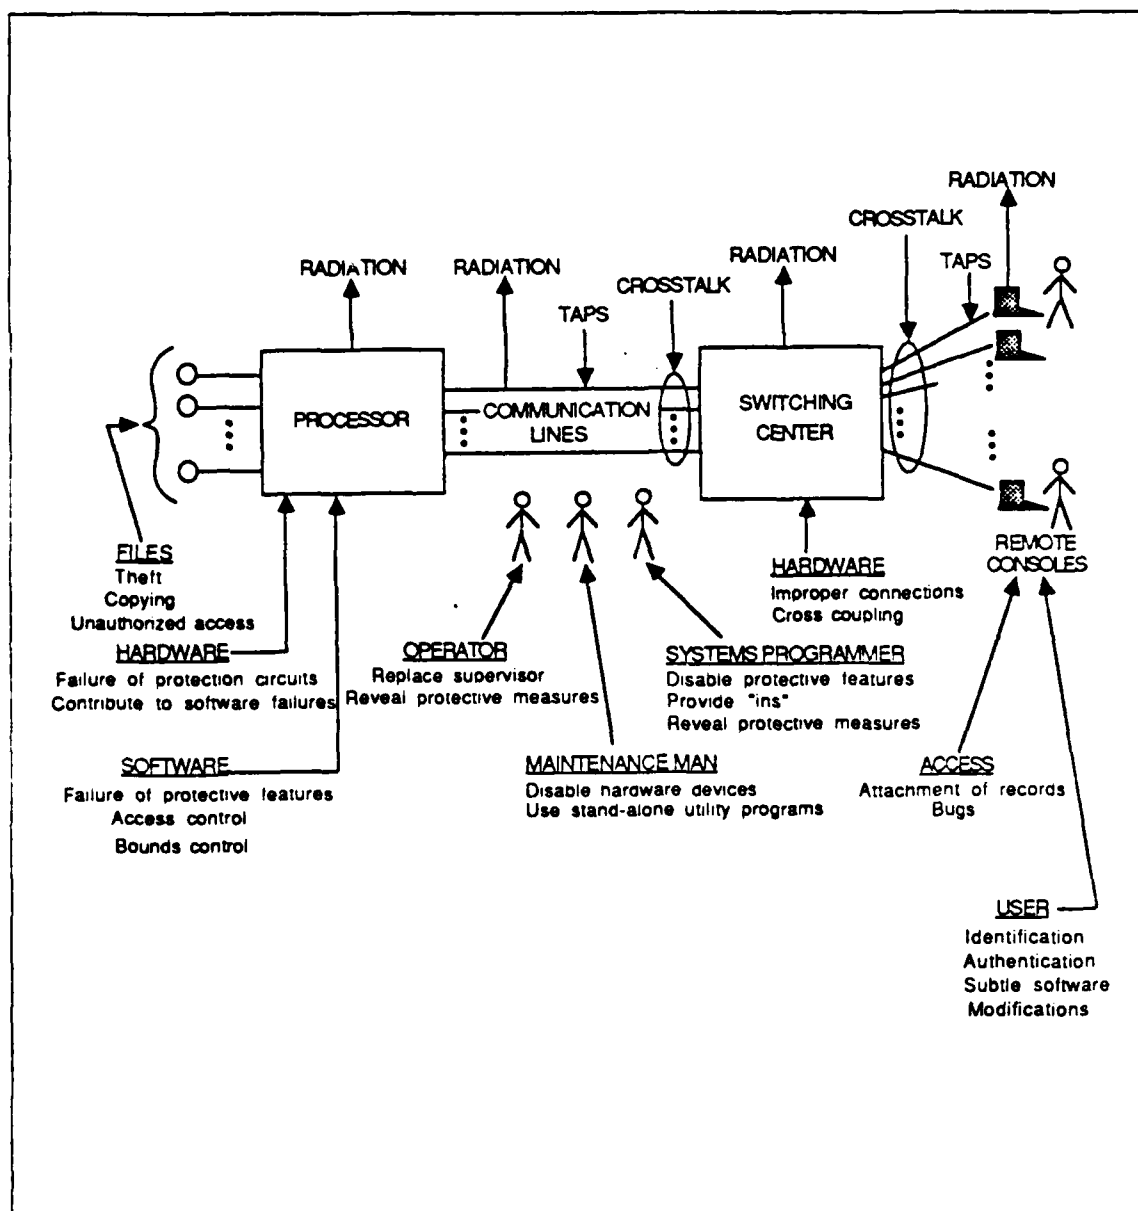 RADIATION
CROSSTALK
TAPS
RADIATION
RADIATION
RADIATION
CROSSTALK
TAPS
PROCESSOR
COMMUNICATION
LINES
SWITCHING
CENTER
REMOTE
CONSOLES
FILES
Theft
Copying
Unauthorized access
HARDWARE
Failure of protection circuits
Contribute to software failures
SOFTWARE
Failure of protective features
Access control
Bounds control
OPERATOR
Replace supervisor
Reveal protective measures
MAINTENANCE MAN
Disable hardware devices
Use stand-alone utility programs
SYSTEMS PROGRAMMER
Disable protective features
Provide "ins"
Reveal protective measures
HARDWARE
Improper connections
Cross coupling
ACCESS
Attachment of records
Bugs
USER
Identification
Authentication
Subtle software
Modifications